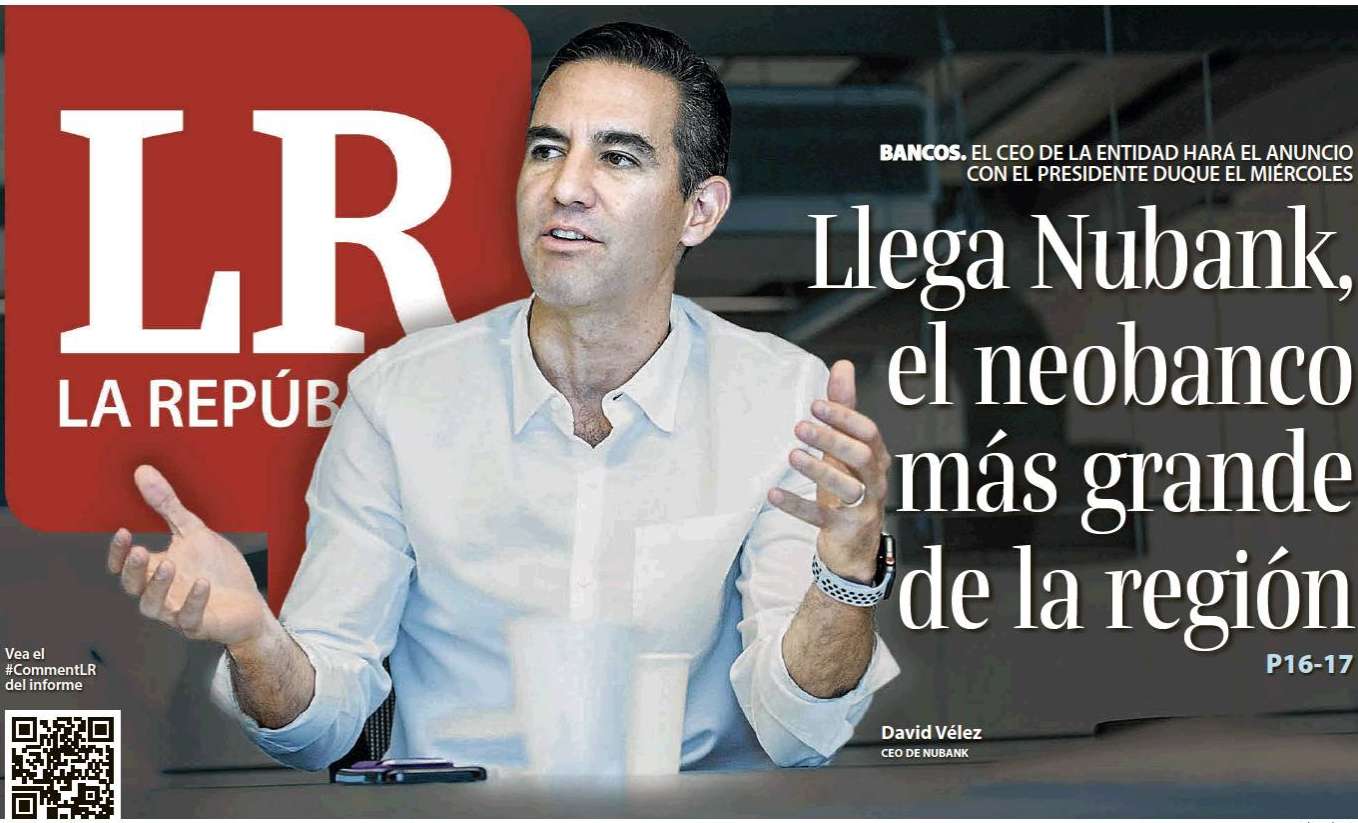 LR
LA REPÚB
BANCOS. EL CEO DE LA ENTIDAD HARÁ EL ANUNCIO
CON EL PRESIDENTE DUQUE EL MIÉRCOLES
Llega Nubank,
el neobanco
más grande
de la región
P16-17
Vea el
#CommentLR
del informe
David Vélez
CEO DE NUBANK